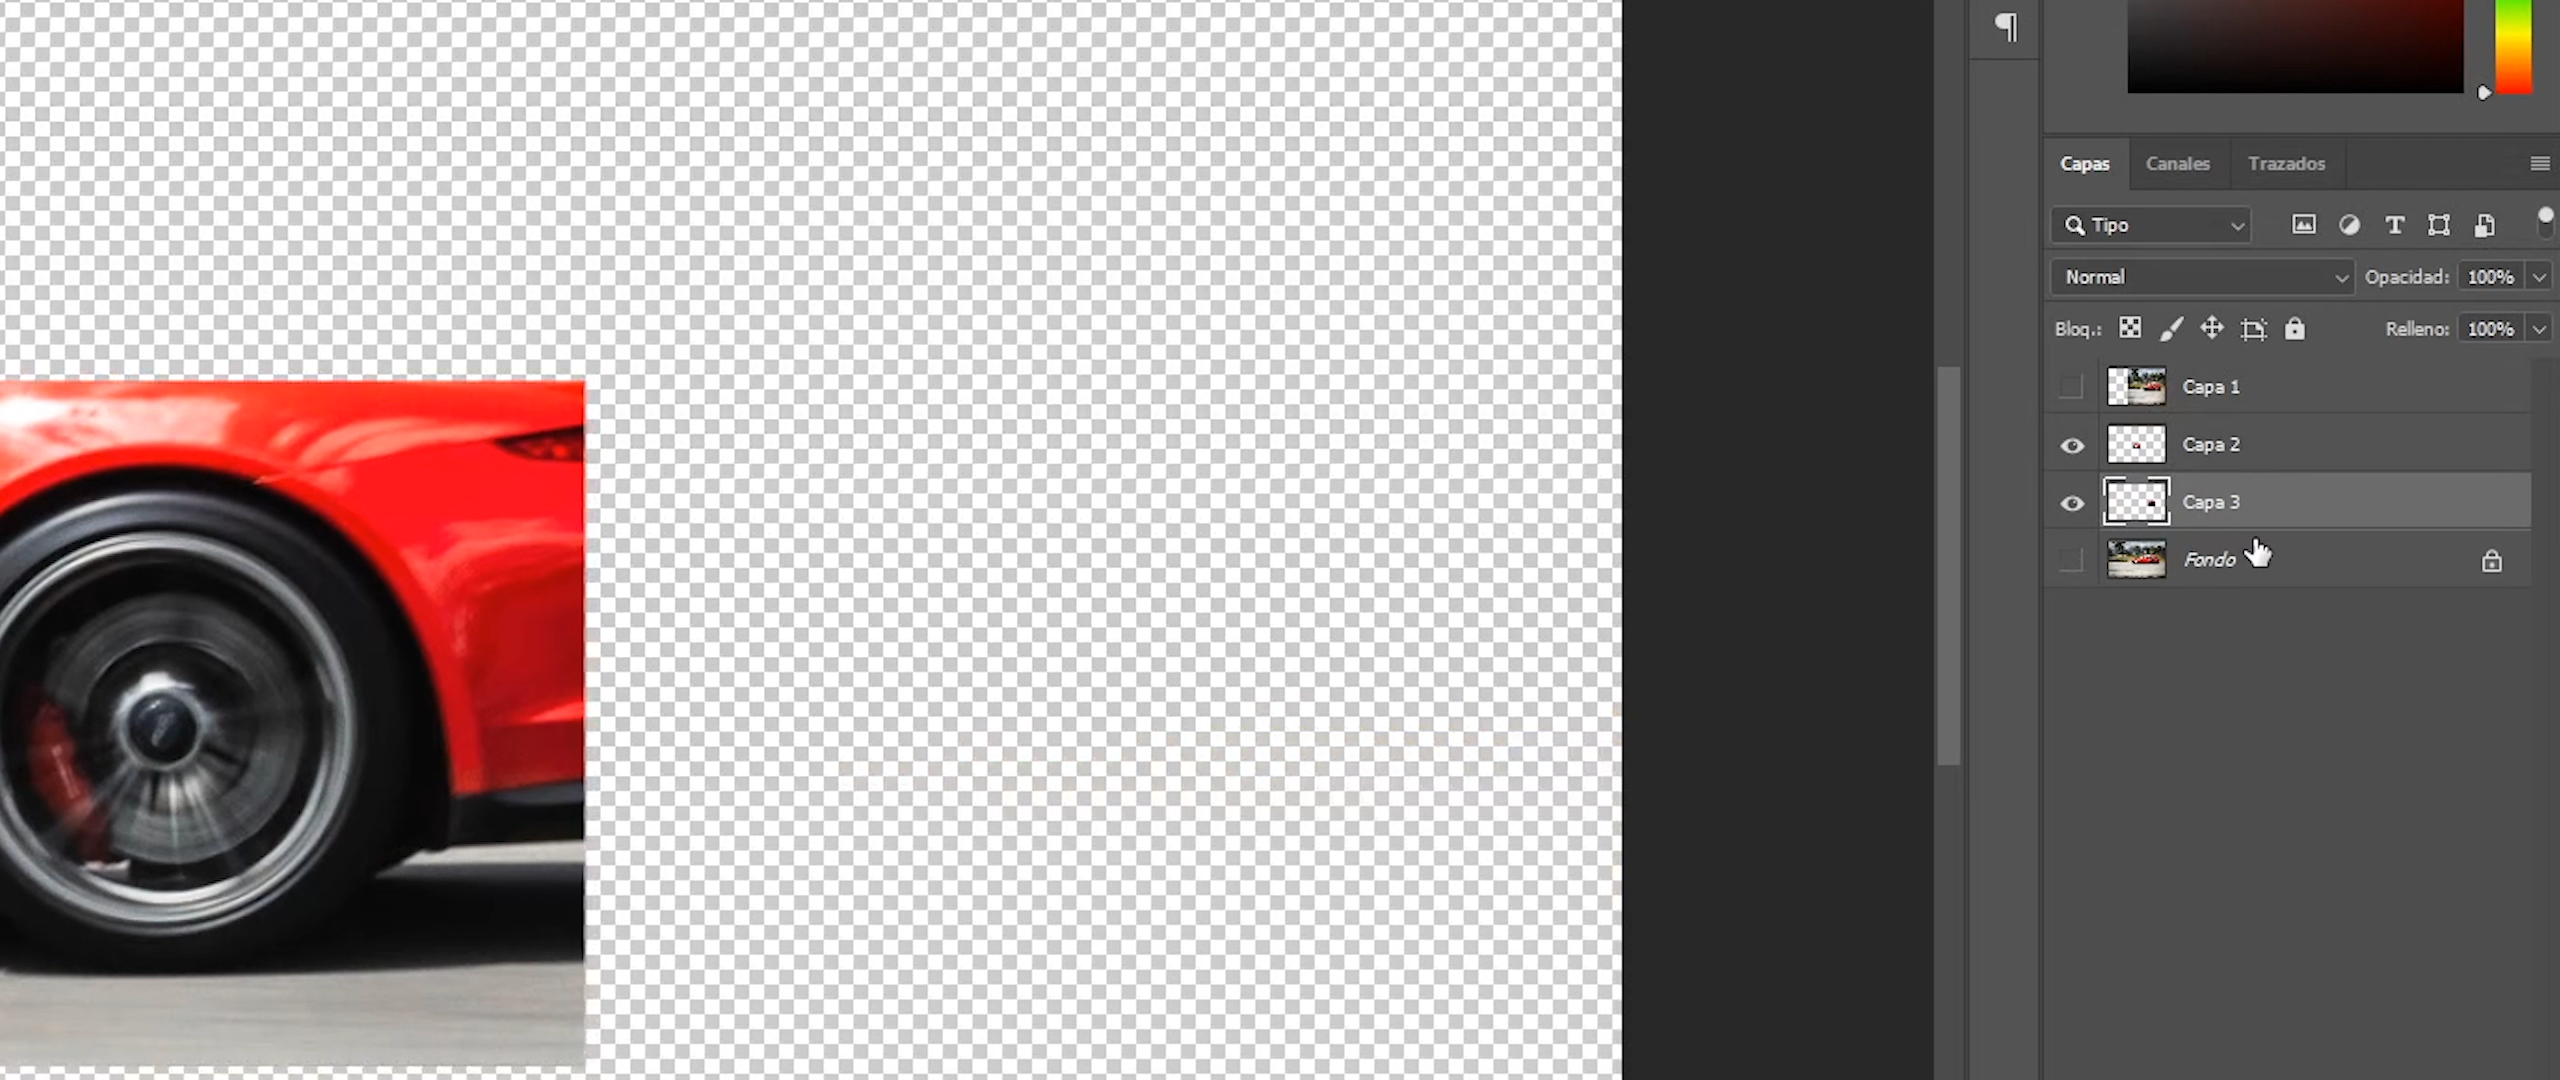 Capas Canales Trazados
Tipo
Normal Opacidad: 100%
Bloq.: Relleno: 100%
Capa 1
Capa 2
Capa 3
Fondo